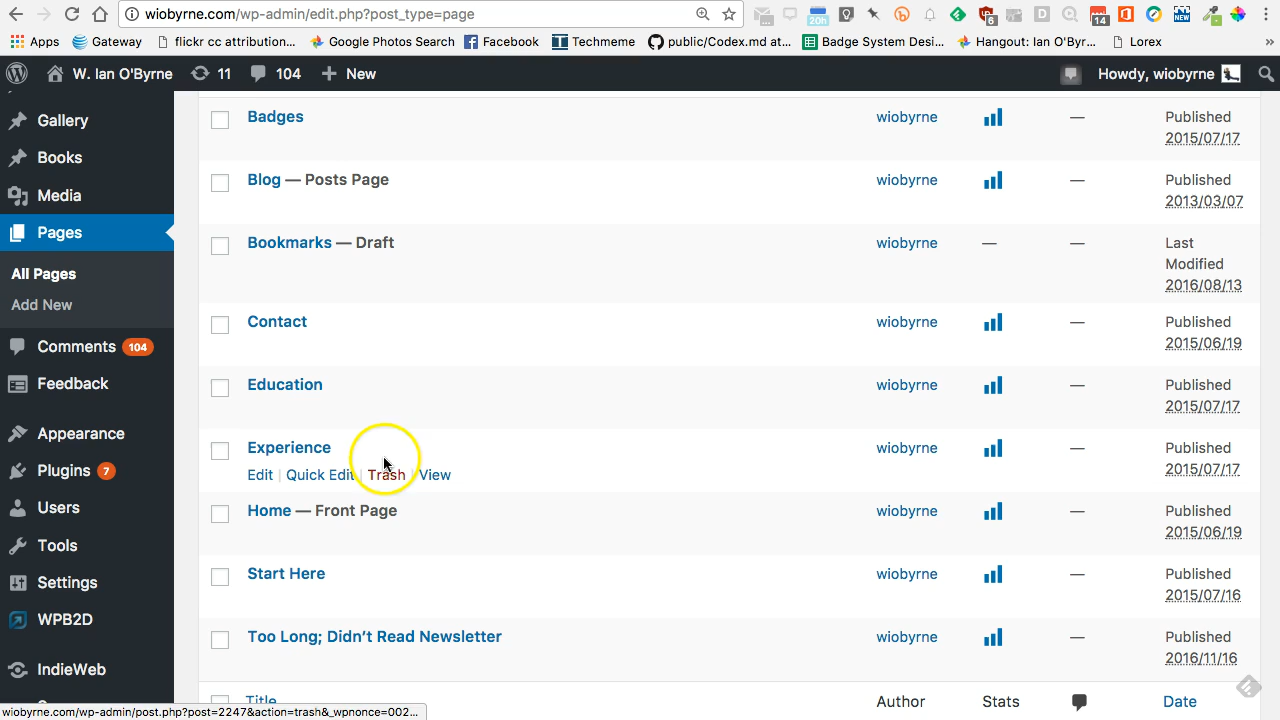 wiobyrne.com/wp-admin/edit.php?post_type=page
20h
6
14
NEW
Apps Gateway flickr cc attribution... Google Photos Search Facebook Techmeme public/Codex.md at... Badge System Desi... Hangout: Ian O'Byr... Lorex »
W. Ian O'Byrne 11 104 + New Howdy, wiobyrne
Gallery
Books
Media
Pages
All Pages
Add New
Comments 104
Feedback
Appearance
Plugins 7
Users
Tools
Settings
WPB2D
IndieWeb
Badges wiobyrne — Published
2015/07/17
Blog — Posts Page wiobyrne — Published
2013/03/07
Bookmarks — Draft wiobyrne — — Last
Modified
2016/08/13
Contact wiobyrne — Published
2015/06/19
Education wiobyrne — Published
2015/07/17
Experience wiobyrne — Published
Edit | Quick Edit | Trash | View 2015/07/17
Home — Front Page wiobyrne — Published
2015/06/19
Start Here wiobyrne — Published
2015/07/16
Too Long; Didn't Read Newsletter wiobyrne — Published
2016/11/16
Title Author Stats Date
wiobyrne.com/wp-admin/post.php?post=2247&action=trash&_wpnonce=002...